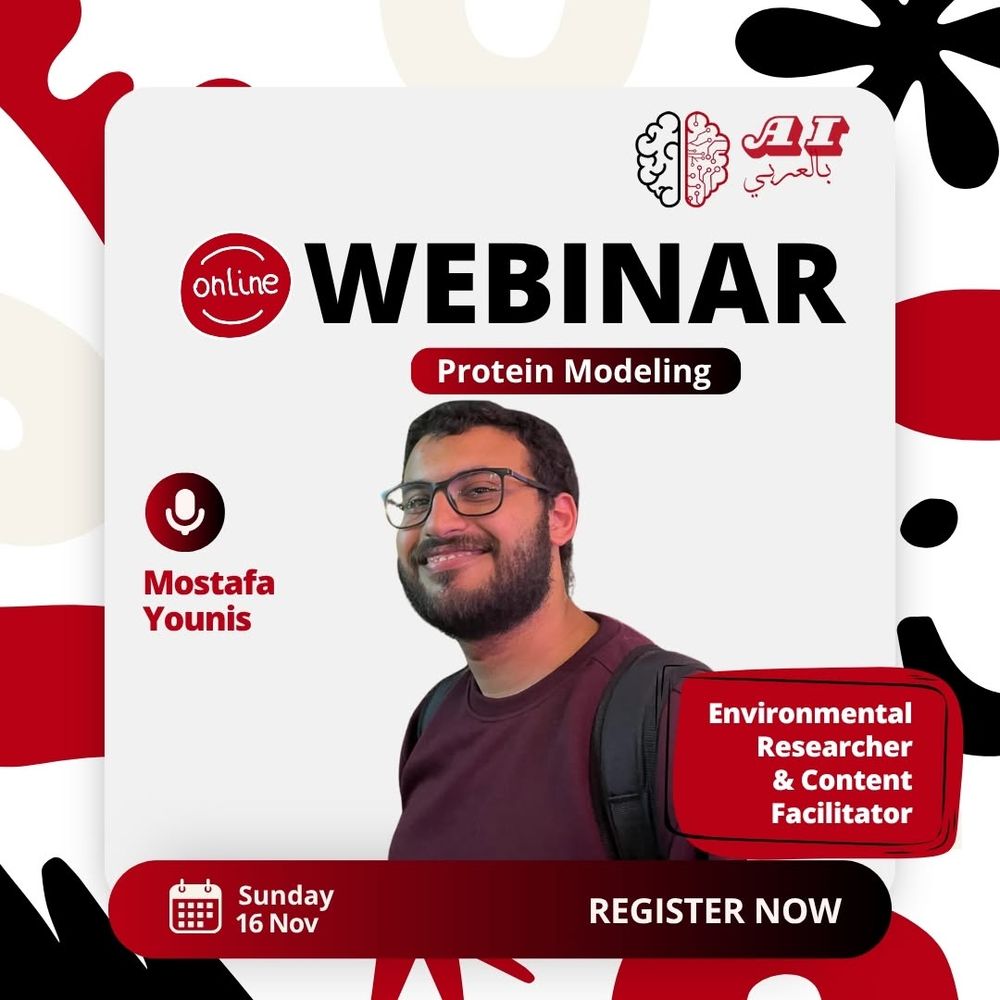 AI
بالعربي
online
WEBINAR
Protein Modeling
Mostafa
Younis
Environmental
Researcher
& Content
Facilitator
Sunday
16 Nov
REGISTER NOW